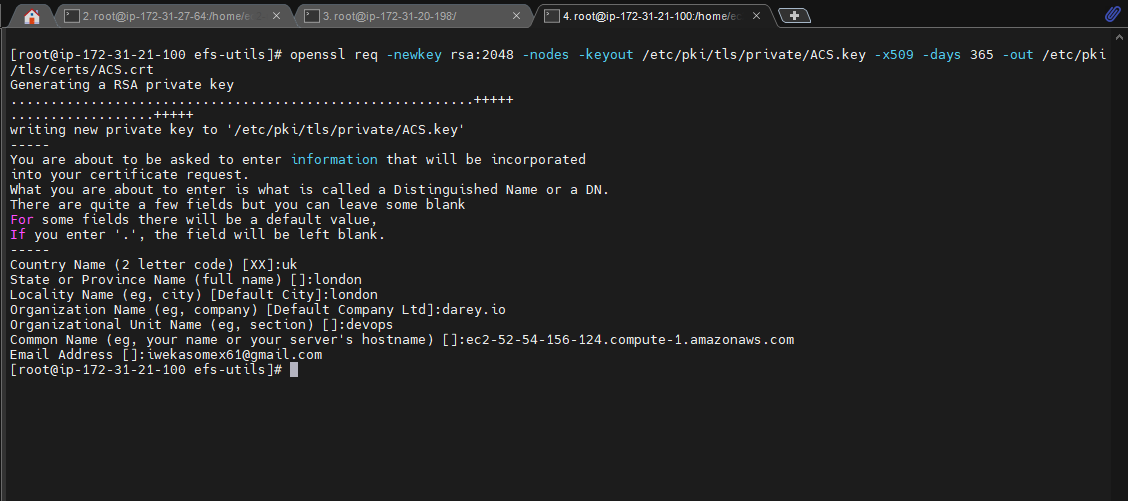 2. root@ip-172-31-27-64:/home/ec
3. root@ip-172-31-20-198:/
4. root@ip-172-31-21-100:/home/ec
[root@ip-172-31-21-100 efs-utils]# openssl req -newkey rsa:2048 -nodes -keyout /etc/pki/tls/private/ACS.key -x509 -days 365 -out /etc/pki
/tls/certs/ACS.crt
Generating a RSA private key
..........................................................+++++
..................+++++
writing new private key to '/etc/pki/tls/private/ACS.key'
-----
You are about to be asked to enter information that will be incorporated
into your certificate request.
What you are about to enter is what is called a Distinguished Name or a DN.
There are quite a few fields but you can leave some blank
For some fields there will be a default value,
If you enter '.', the field will be left blank.
-----
Country Name (2 letter code) [XX]:uk
State or Province Name (full name) []:london
Locality Name (eg, city) [Default City]:london
Organization Name (eg, company) [Default Company Ltd]:darey.io
Organizational Unit Name (eg, section) []:devops
Common Name (eg, your name or your server's hostname) []:ec2-52-54-156-124.compute-1.amazonaws.com
Email Address []:iwekasomex61@gmail.com
[root@ip-172-31-21-100 efs-utils]#